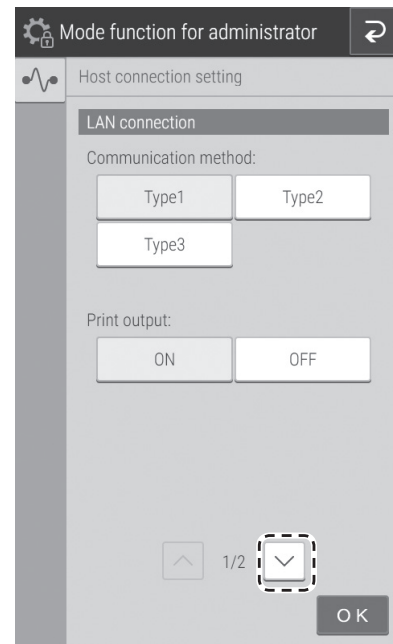 Mode function for administrator
Host connection setting
LAN connection
Communication method:
Type1 Type2
Type3
Print output:
ON OFF
1/2
OK